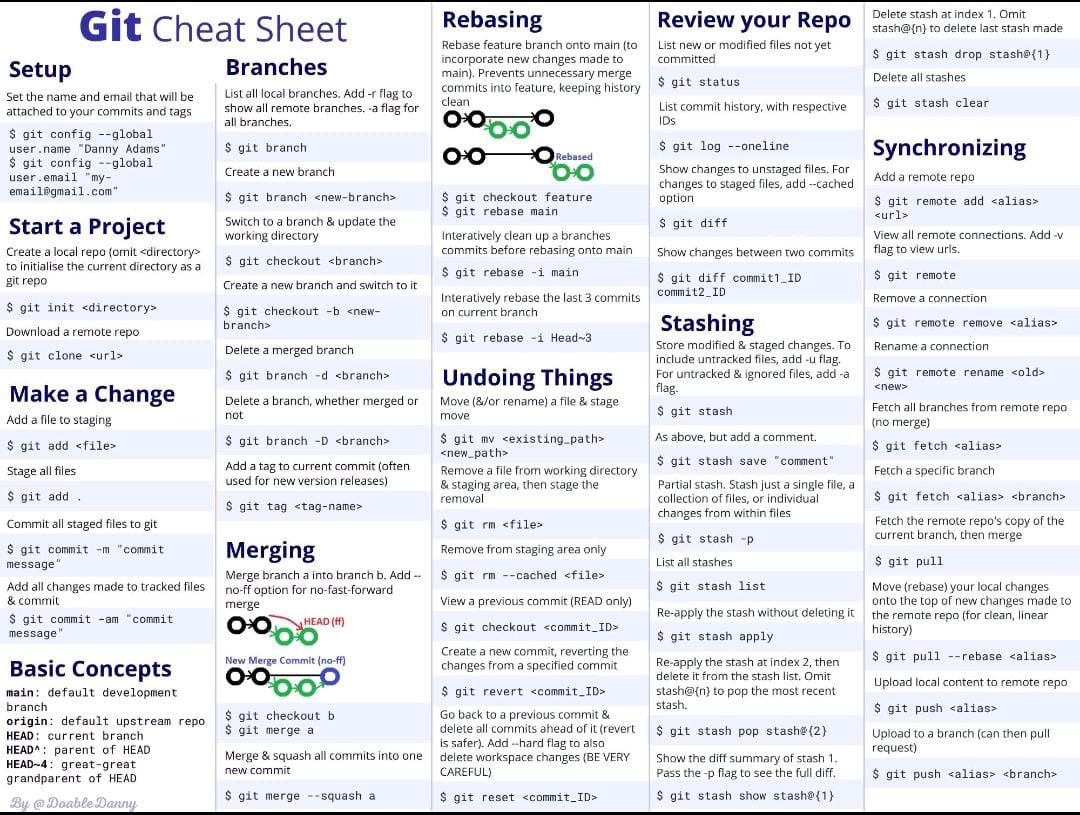 Git Cheat Sheet
Setup
Set the name and email that will be
attached to your commits and tags
$ git config --global
user.name "Danny Adams"
$ git config --global
user.email "my-
email@gmail.com"
Start a Project
Create a local repo (omit <directory>
to initialise the current directory as a
git repo
$ git init <directory>
Download a remote repo
$ git clone <url>
Make a Change
Add a file to staging
$ git add <file>
Stage all files
$ git add .
Commit all staged files to git
$ git commit -m "commit
message"
Add all changes made to tracked files
& commit
$ git commit -am "commit
message"
Basic Concepts
main: default development
branch
origin: default upstream repo
HEAD: current branch
HEAD^: parent of HEAD
HEAD~4: great-great
grandparent of HEAD
By @DoableDanny
Branches
List all local branches. Add -r flag to
show all remote branches. -a flag for
all branches.
$ git branch
Create a new branch
$ git branch <new-branch>
Switch to a branch & update the
working directory
$ git checkout <branch>
Create a new branch and switch to it
$ git checkout -b <new-
branch>
Delete a merged branch
$ git branch -d <branch>
Delete a branch, whether merged or
not
$ git branch -D <branch>
Add a tag to current commit (often
used for new version releases)
$ git tag <tag-name>
Merging
Merge branch a into branch b. Add --
no-ff option for no-fast-forward
merge
HEAD (ff)
New Merge Commit (no-ff)
$ git checkout b
$ git merge a
Merge & squash all commits into one
new commit
$ git merge --squash a
Rebasing
Rebase feature branch onto main (to
incorporate new changes made to
main). Prevents unnecessary merge
commits into feature, keeping history
clean
Rebased
$ git checkout feature
$ git rebase main
Interatively clean up a branches
commits before rebasing onto main
$ git rebase -i main
Interatively rebase the last 3 commits
on current branch
$ git rebase -i Head~3
Undoing Things
Move (&/or rename) a file & stage
move
$ git mv <existing_path>
<new_path>
Remove a file from working directory
& staging area, then stage the
removal
$ git rm <file>
Remove from staging area only
$ git rm --cached <file>
View a previous commit (READ only)
$ git checkout <commit_ID>
Create a new commit, reverting the
changes from a specified commit
$ git revert <commit_ID>
Go back to a previous commit &
delete all commits ahead of it (revert
is safer). Add --hard flag to also
delete workspace changes (BE VERY
CAREFUL)
$ git reset <commit_ID>
Review your Repo
List new or modified files not yet
committed
$ git status
List commit history, with respective
IDs
$ git log --oneline
Show changes to unstaged files. For
changes to staged files, add --cached
option
$ git diff
Show changes between two commits
$ git diff commit1_ID
commit2_ID
Stashing
Store modified & staged changes. To
include untracked files, add -u flag.
For untracked & ignored files, add -a
flag.
$ git stash
As above, but add a comment.
$ git stash save "comment"
Partial stash. Stash just a single file, a
collection of files, or individual
changes from within files
$ git stash -p
List all stashes
$ git stash list
Re-apply the stash without deleting it
$ git stash apply
Re-apply the stash at index 2, then
delete it from the stash list. Omit
stash@{n} to pop the most recent
stash.
$ git stash pop stash@{2}
Show the diff summary of stash 1.
Pass the -p flag to see the full diff.
$ git stash show stash@{1}
Delete stash at index 1. Omit
stash@{n} to delete last stash made
$ git stash drop stash@{1}
Delete all stashes
$ git stash clear
Synchronizing
Add a remote repo
$ git remote add <alias>
<url>
View all remote connections. Add -v
flag to view urls.
$ git remote
Remove a connection
$ git remote remove <alias>
Rename a connection
$ git remote rename <old>
<new>
Fetch all branches from remote repo
(no merge)
$ git fetch <alias>
Fetch a specific branch
$ git fetch <alias> <branch>
Fetch the remote repo's copy of the
current branch, then merge
$ git pull
Move (rebase) your local changes
onto the top of new changes made to
the remote repo (for clean, linear
history)
$ git pull --rebase <alias>
Upload local content to remote repo
$ git push <alias>
Upload to a branch (can then pull
request)
$ git push <alias> <branch>